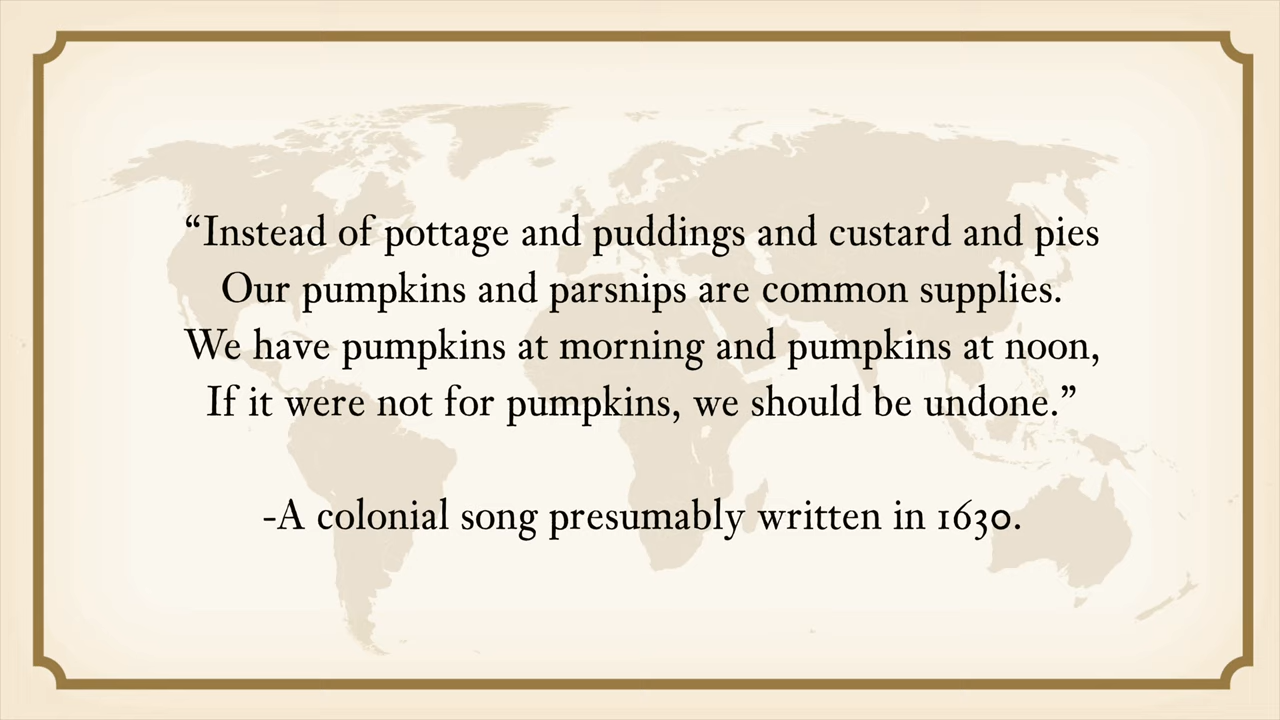 “Instead of pottage and puddings and custard and pies
Our pumpkins and parsnips are common supplies.
We have pumpkins at morning and pumpkins at noon,
If it were not for pumpkins, we should be undone.”
-A colonial song presumably written in 1630.